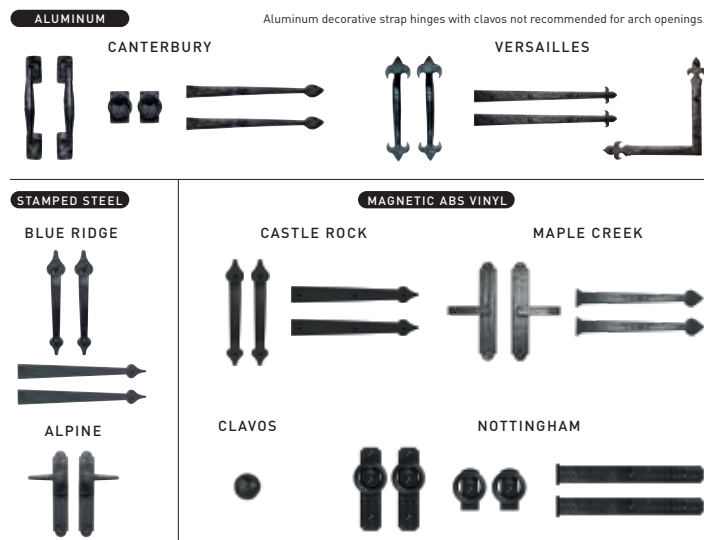 ALUMINUM
Aluminum decorative strap hinges with clavos not recommended for arch openings.
CANTERBURY
VERSAILLES
STAMPED STEEL
MAGNETIC ABS VINYL
BLUE RIDGE
CASTLE ROCK
MAPLE CREEK
ALPINE
CLAVOS
NOTTINGHAM